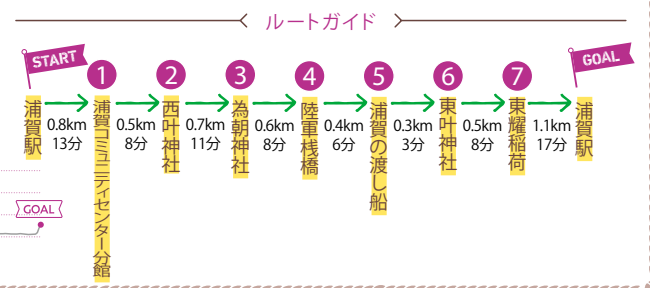 ルートガイド
START
1
2
3
4
5
6
7
GOAL
浦賀駅
0.8km
13分
浦賀コミュニティセンター分館
0.5km
8分
西叶神社
0.7km
11分
為朝神社
0.6km
8分
陸軍桟橋
0.4km
6分
浦賀の渡し船
0.3km
3分
東叶神社
0.5km
8分
東耀稲荷
1.1km
17分
浦賀駅
GOAL